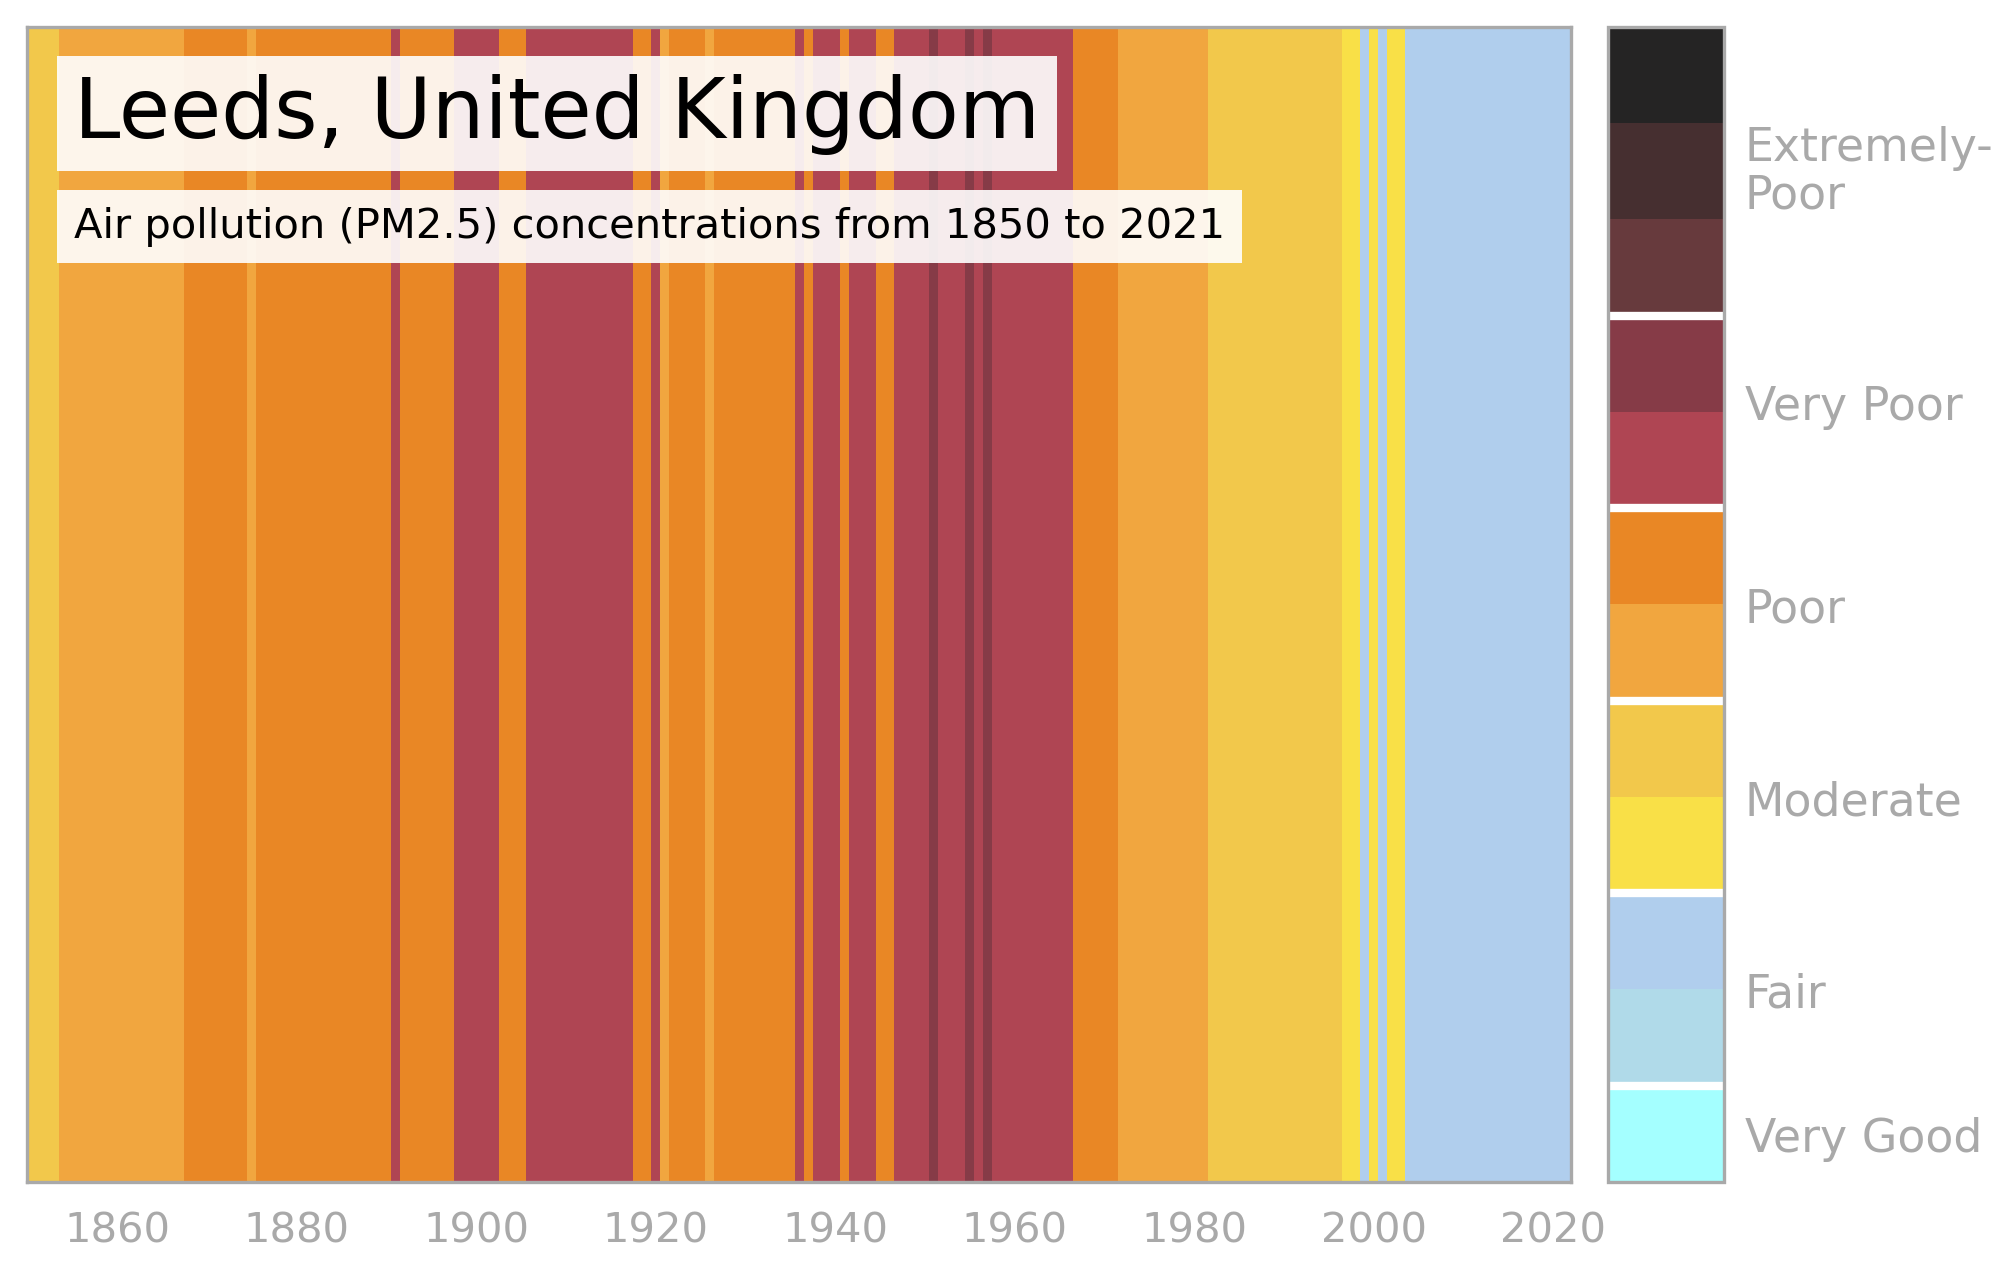 Leeds, United Kingdom
Air pollution (PM2.5) concentrations from 1850 to 2021
Extremely-
Poor
Very Poor
Poor
Moderate
Fair
Very Good
1860 1880 1900 1920 1940 1960 1980 2000 2020